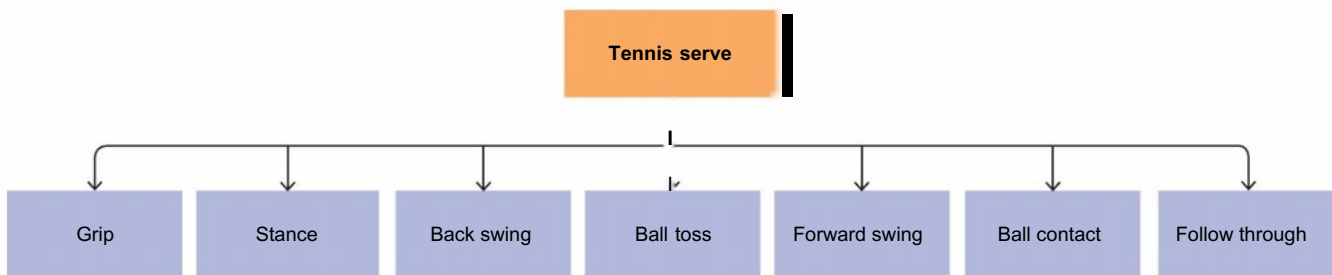 Tennis serve
Grip
Stance
Back swing
Ball toss
Forward swing
Ball contact
Follow through